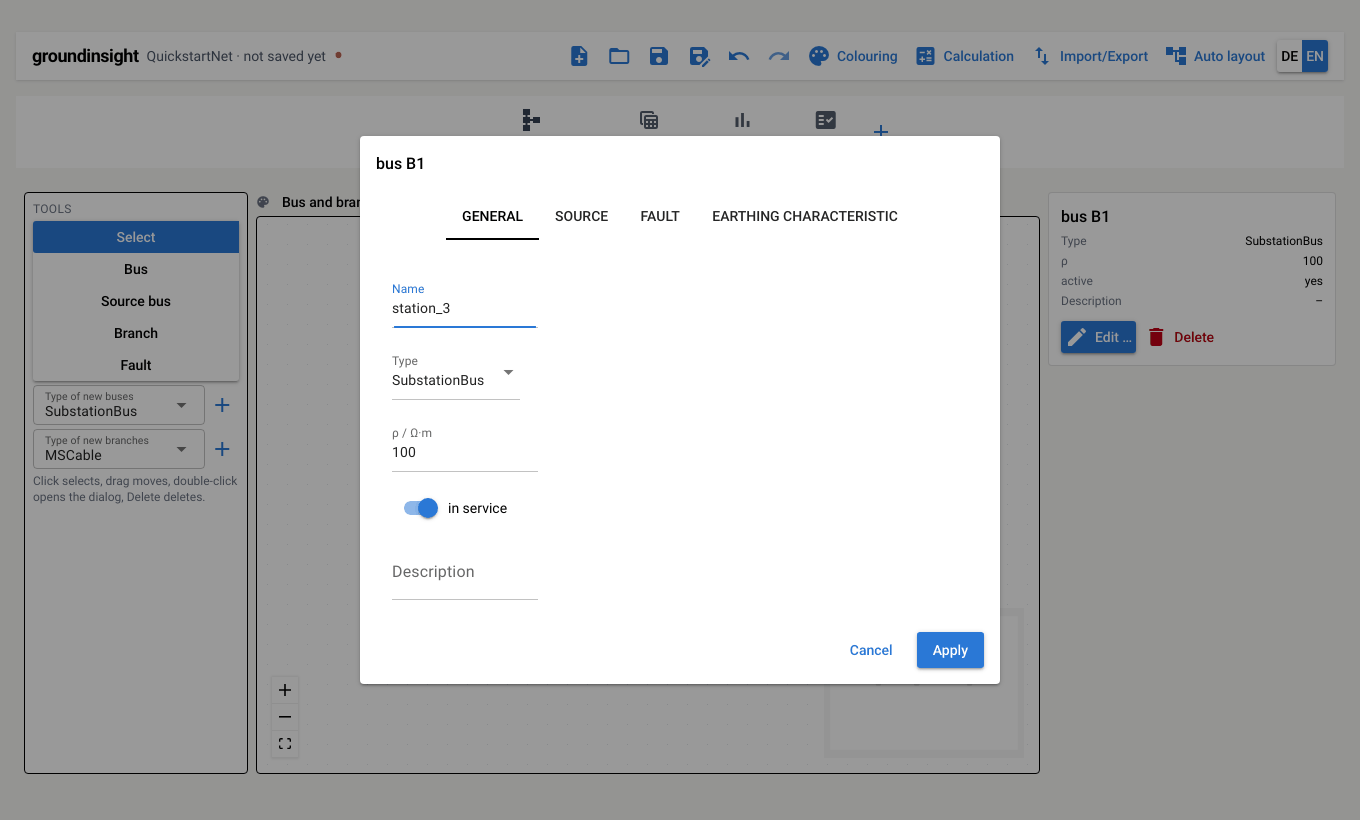 groundinsight QuickstartNet · not saved yet
Colouring
Calculation
Import/Export
Auto layout
DE EN
TOOLS
Select
Bus
Source bus
Branch
Fault
Type of new buses
SubstationBus
Type of new branches
MSCable
Click selects, drag moves, double-click
opens the dialog, Delete deletes.
Bus and bran
bus B1
GENERAL SOURCE FAULT EARTHING CHARACTERISTIC
Name
station_3
Type
SubstationBus
ρ / Ω·m
100
in service
Description
Cancel Apply
bus B1
Type SubstationBus
ρ 100
active yes
Description –
Edit ... Delete